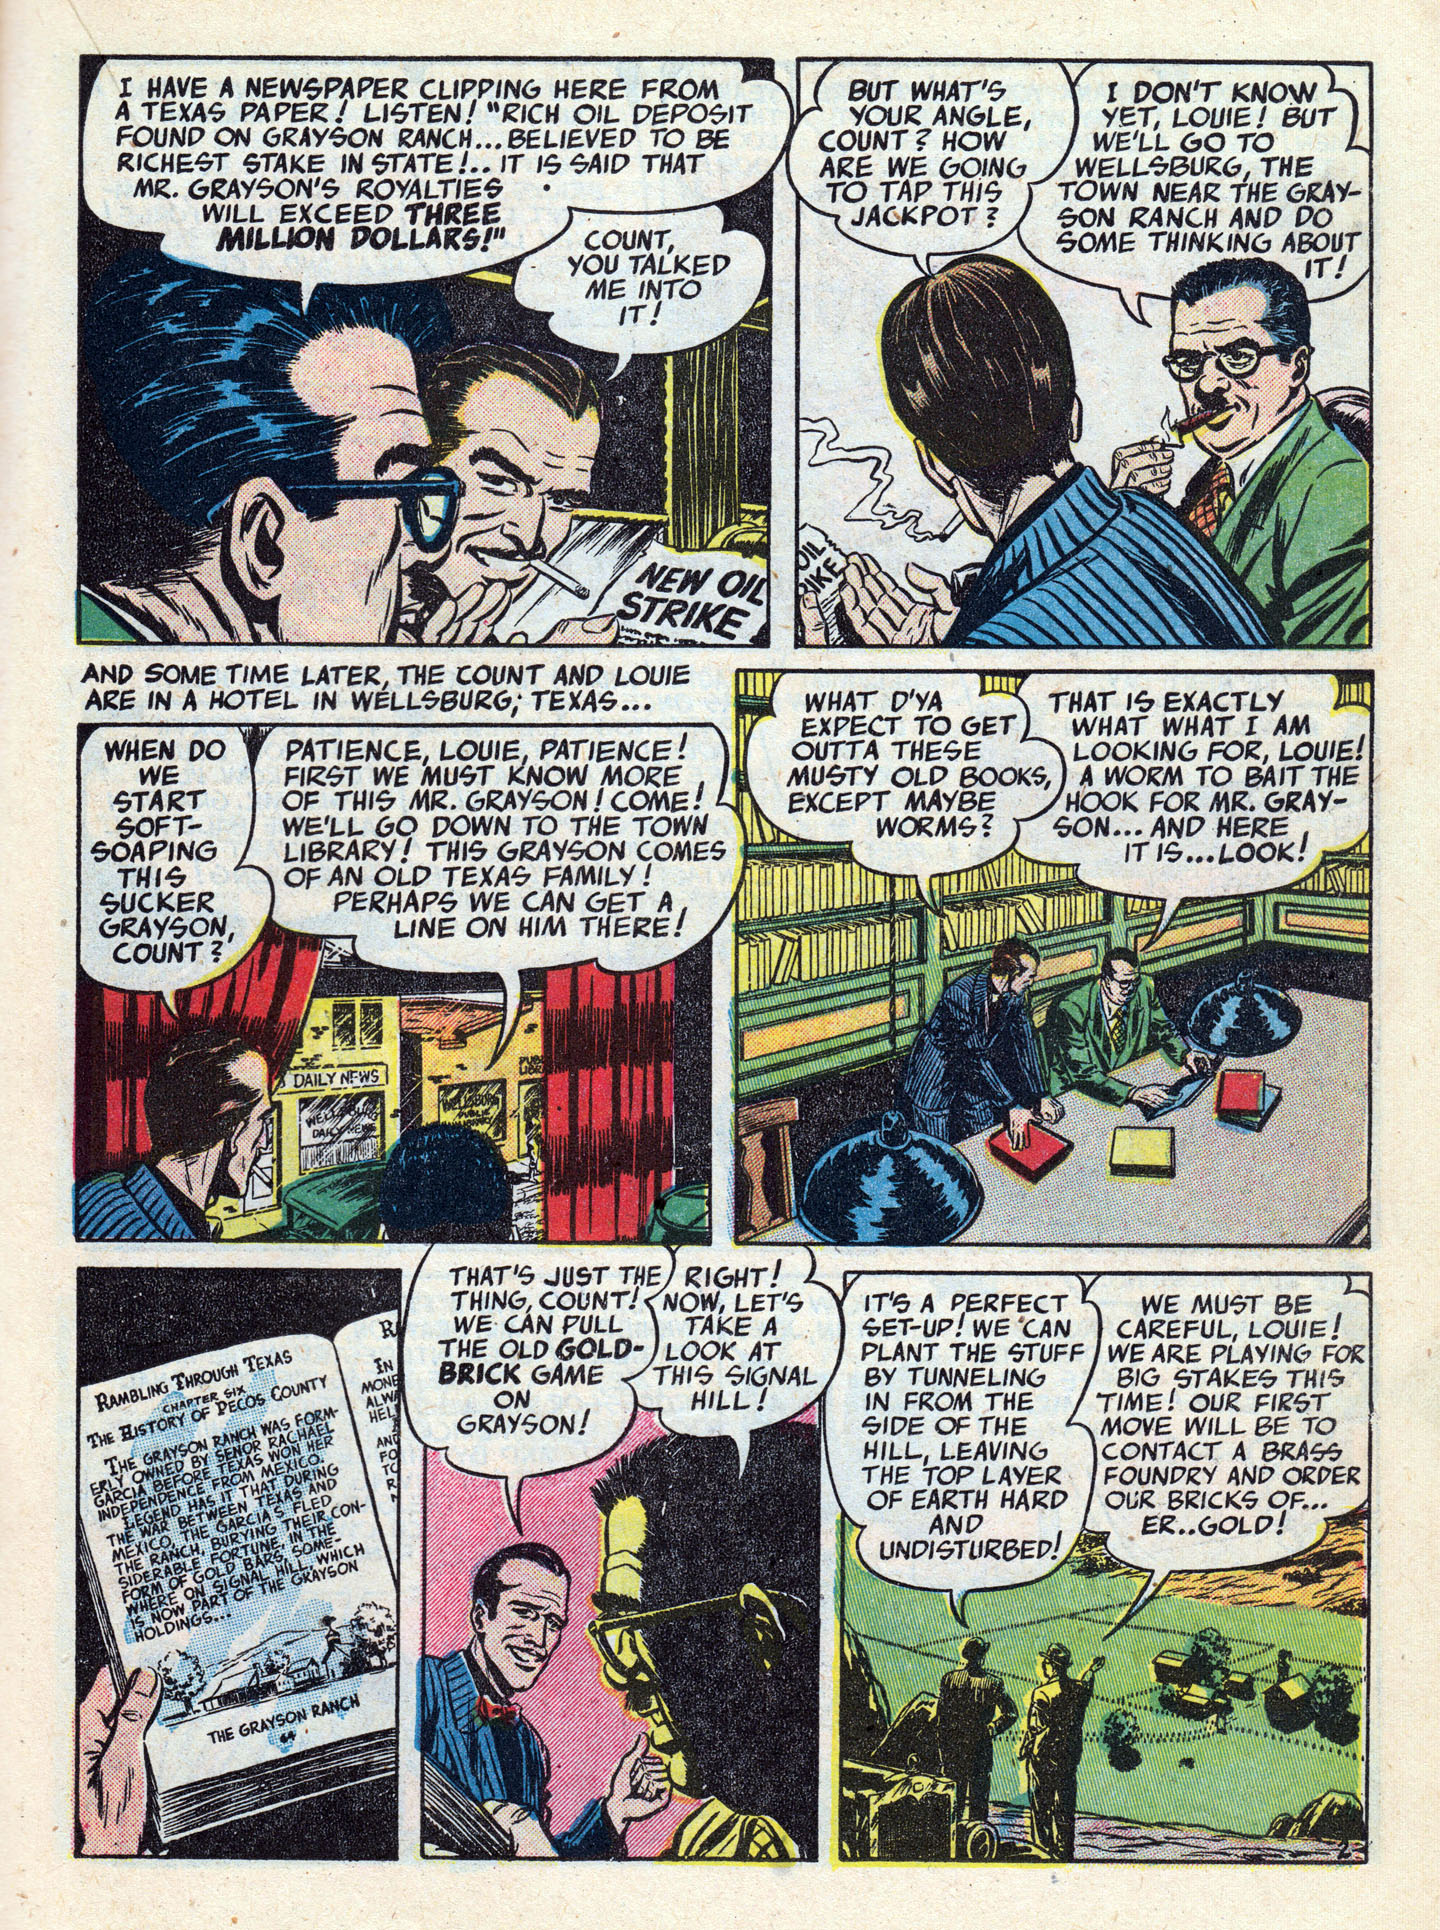 I HAVE A NEWSPAPER CLIPPING HERE FROM
A TEXAS PAPER! LISTEN! "RICH OIL DEPOSIT
FOUND ON GRAYSON RANCH... BELIEVED TO BE
RICHEST STAKE IN STATE!.. IT IS SAID THAT
MR. GRAYSON'S ROYALTIES
WILL EXCEED THREE
MILLION DOLLARS!"
COUNT,
YOU TALKED
ME INTO
IT!
NEW OIL
STRIKE
BUT WHAT'S
YOUR ANGLE,
COUNT? HOW
ARE WE GOING
TO TAP THIS
JACKPOT?
I DON'T KNOW
YET, LOUIE! BUT
WE'LL GO TO
WELLSBURG, THE
TOWN NEAR THE GRAY-
SON RANCH AND DO
SOME THINKING ABOUT
IT!
OIL
RIKE
AND SOME TIME LATER, THE COUNT AND LOUIE
ARE IN A HOTEL IN WELLSBURG, TEXAS...
WHEN DO
WE
START
SOFT-
SOAPING
THIS
SUCKER
GRAYSON,
COUNT?
PATIENCE, LOUIE, PATIENCE!
FIRST WE MUST KNOW MORE
OF THIS MR. GRAYSON! COME!
WE'LL GO DOWN TO THE TOWN
LIBRARY! THIS GRAYSON COMES
OF AN OLD TEXAS FAMILY!
PERHAPS WE CAN GET A
LINE ON HIM THERE!
DAILY NEWS
WELLSBURG
DAILY NEWS
PUB
LIBR
WELLSBURG
PUBLIC
WHAT D'YA
EXPECT TO GET
OUTTA THESE
MUSTY OLD BOOKS,
EXCEPT MAYBE
WORMS?
THAT IS EXACTLY
WHAT WHAT I AM
LOOKING FOR, LOUIE!
A WORM TO BAIT THE
HOOK FOR MR. GRAY-
SON... AND HERE
IT IS...LOOK!
RAMBLING THROUGH TEXAS
CHAPTER SIX
THE HISTORY OF PECOS COUNTY
THE GRAYSON RANCH WAS FORM-
ERLY OWNED BY SENOR RACHAEL
GARCIA BEFORE TEXAS WON HER
INDEPENDENCE FROM MEXICO.
LEGEND HAS IT THAT DURING
THE WAR BETWEEN TEXAS AND
MEXICO, THE GARCIA'S FLED
THE RANCH, BURYING THEIR CON-
SIDERABLE FORTUNE, IN THE
FORM OF GOLD BARS, SOME-
WHERE ON SIGNAL HILL WHICH
IS NOW PART OF THE GRAYSON
HOLDINGS...
THE GRAYSON RANCH
64
RA
IN
MONE
ALWA
HEL
AN
FO
TO
R
THAT'S JUST THE
THING, COUNT!
WE CAN PULL
THE OLD GOLD-
BRICK GAME
ON
GRAYSON!
RIGHT!
NOW, LET'S
TAKE A
LOOK AT
THIS SIGNAL
HILL!
IT'S A PERFECT
SET-UP! WE CAN
PLANT THE STUFF
BY TUNNELING
IN FROM THE
SIDE OF THE
HILL, LEAVING
THE TOP LAYER
OF EARTH HARD
AND
UNDISTURBED!
WE MUST BE
CAREFUL, LOUIE!
WE ARE PLAYING FOR
BIG STAKES THIS
TIME! OUR FIRST
MOVE WILL BE TO
CONTACT A BRASS
FOUNDRY AND ORDER
OUR BRICKS OF...
ER..GOLD!
2